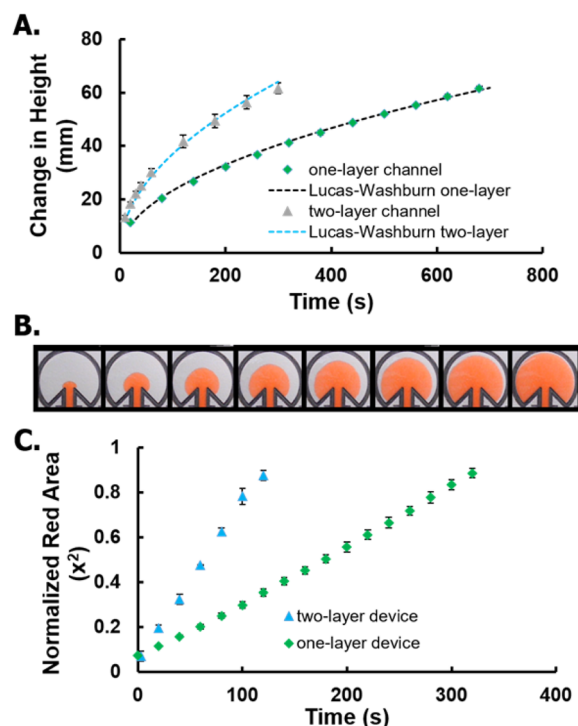 A.
80
60
40
20
0
Change in Height
(mm)
one-layer channel
Lucas-Washburn one-layer
two-layer channel
Lucas-Washburn two-layer
0 200 400 600 800
Time (s)
B.
C.
1
0.8
0.6
0.4
0.2
0
Normalized Red Area
(x²)
two-layer device
one-layer device
0 100 200 300 400
Time (s)